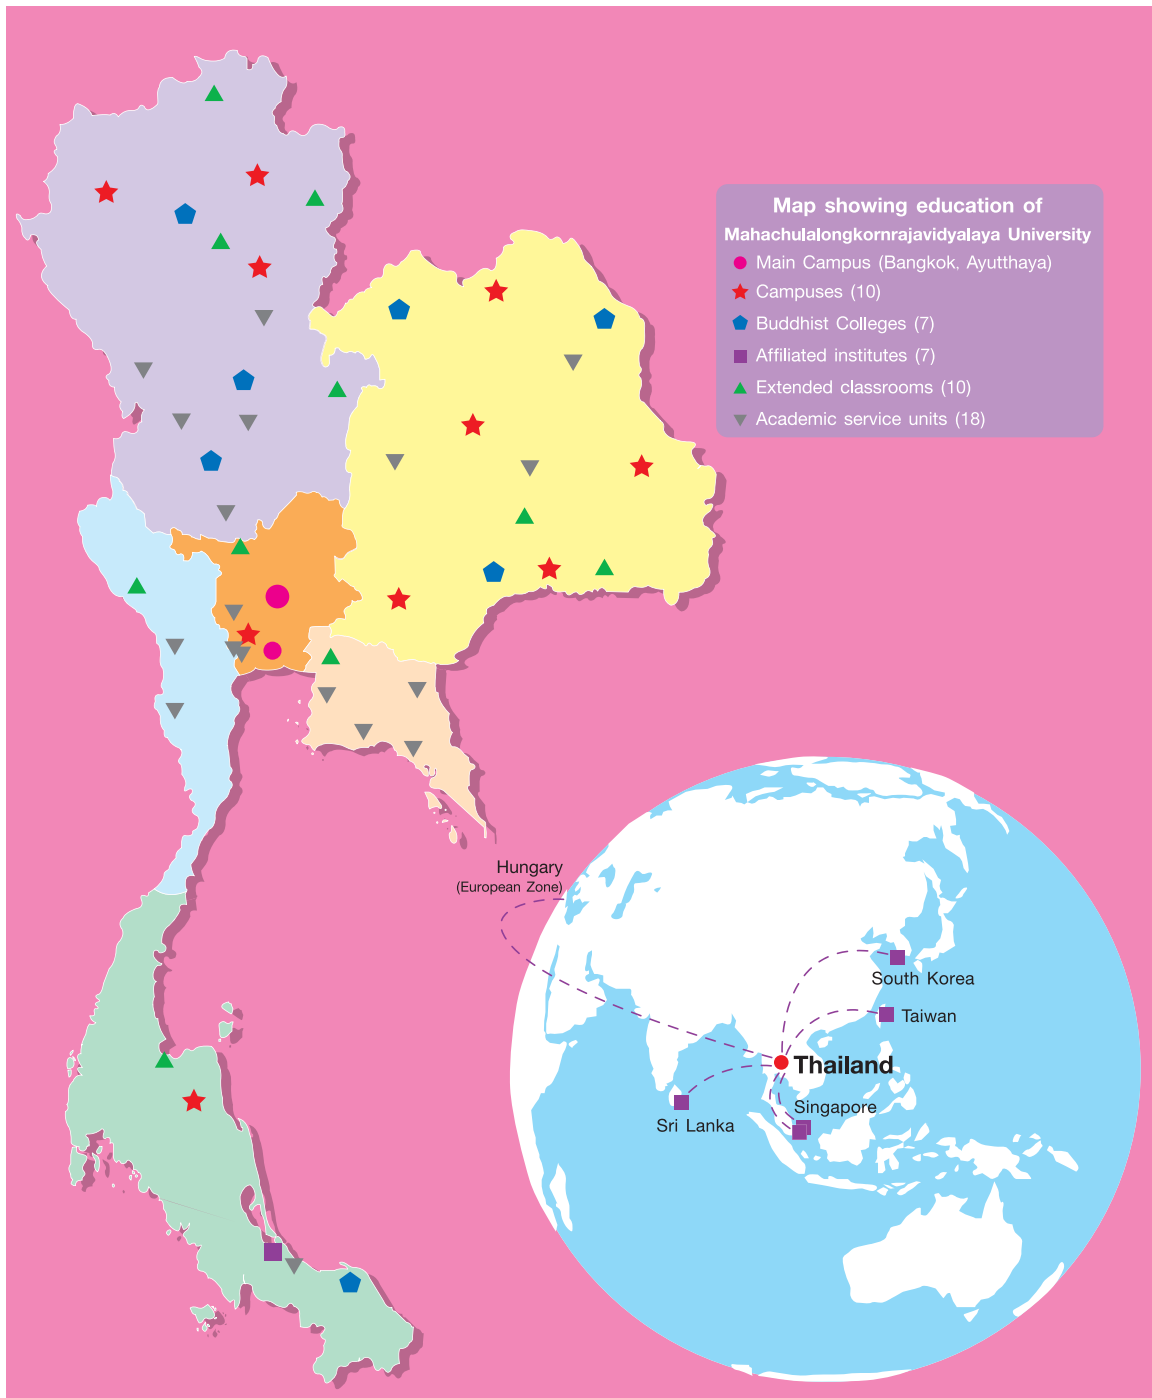 Map showing education of
Mahachulalongkornrajavidyalaya University
Main Campus (Bangkok, Ayutthaya)
Campuses (10)
Buddhist Colleges (7)
Affiliated institutes (7)
Extended classrooms (10)
Academic service units (18)
Hungary
(European Zone)
South Korea
Taiwan
Thailand
Singapore
Sri Lanka